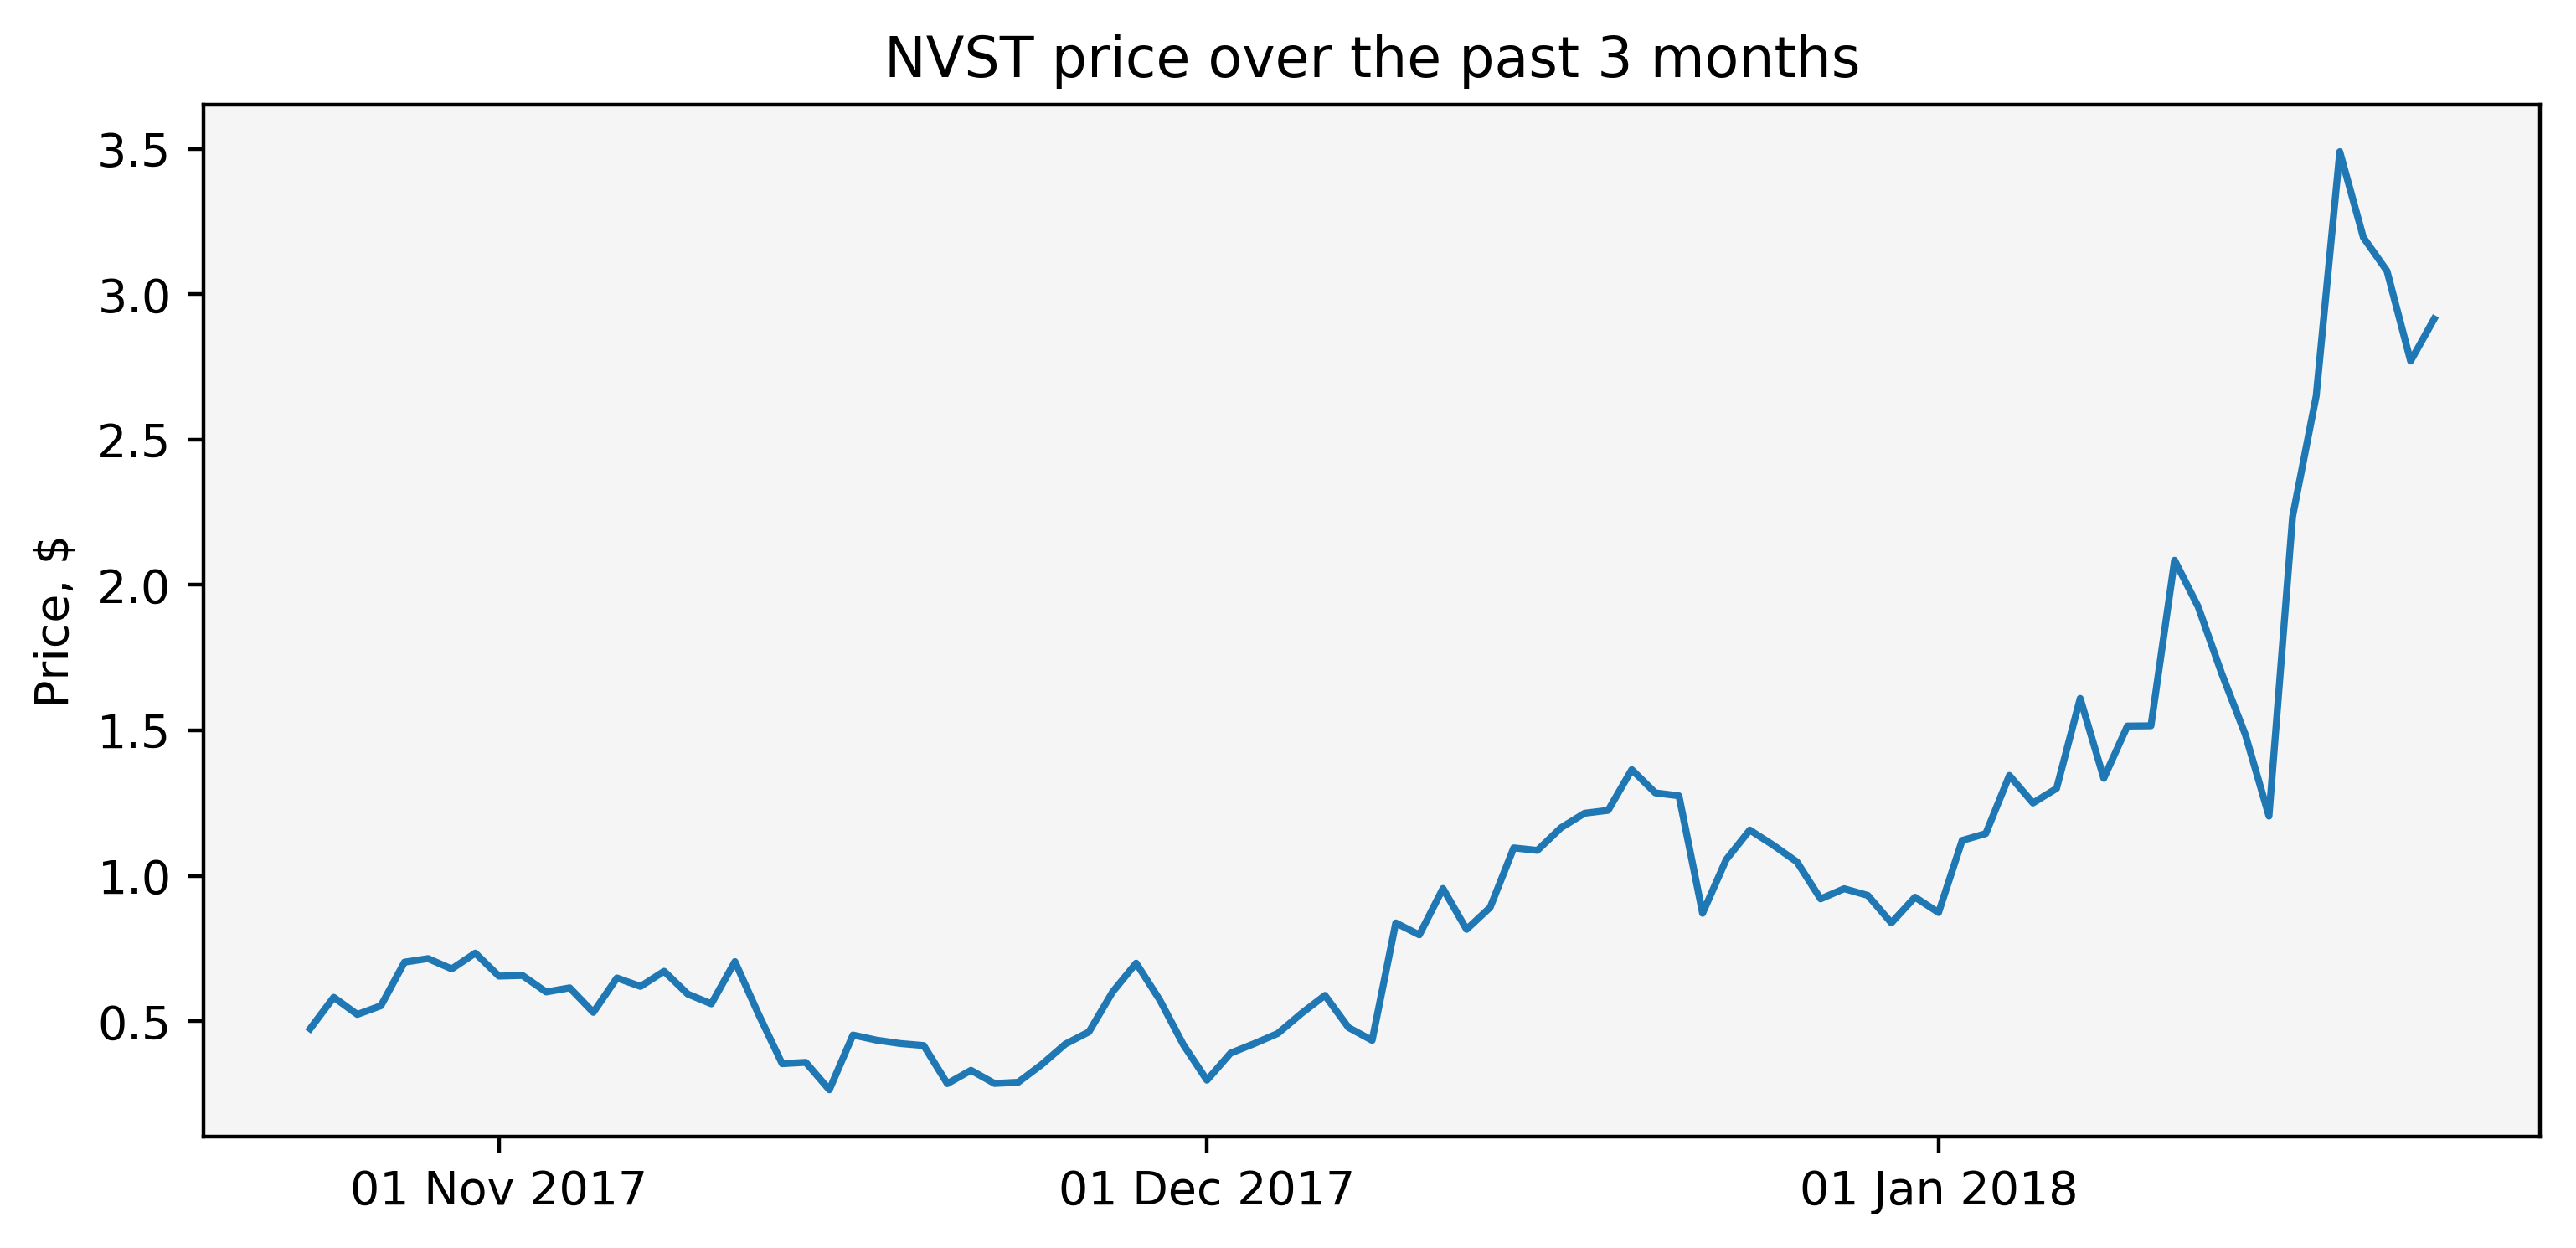 NVST price over the past 3 months
3.5
3.0
2.5
2.0
1.5
1.0
0.5
Price, $
01 Nov 2017
01 Dec 2017
01 Jan 2018